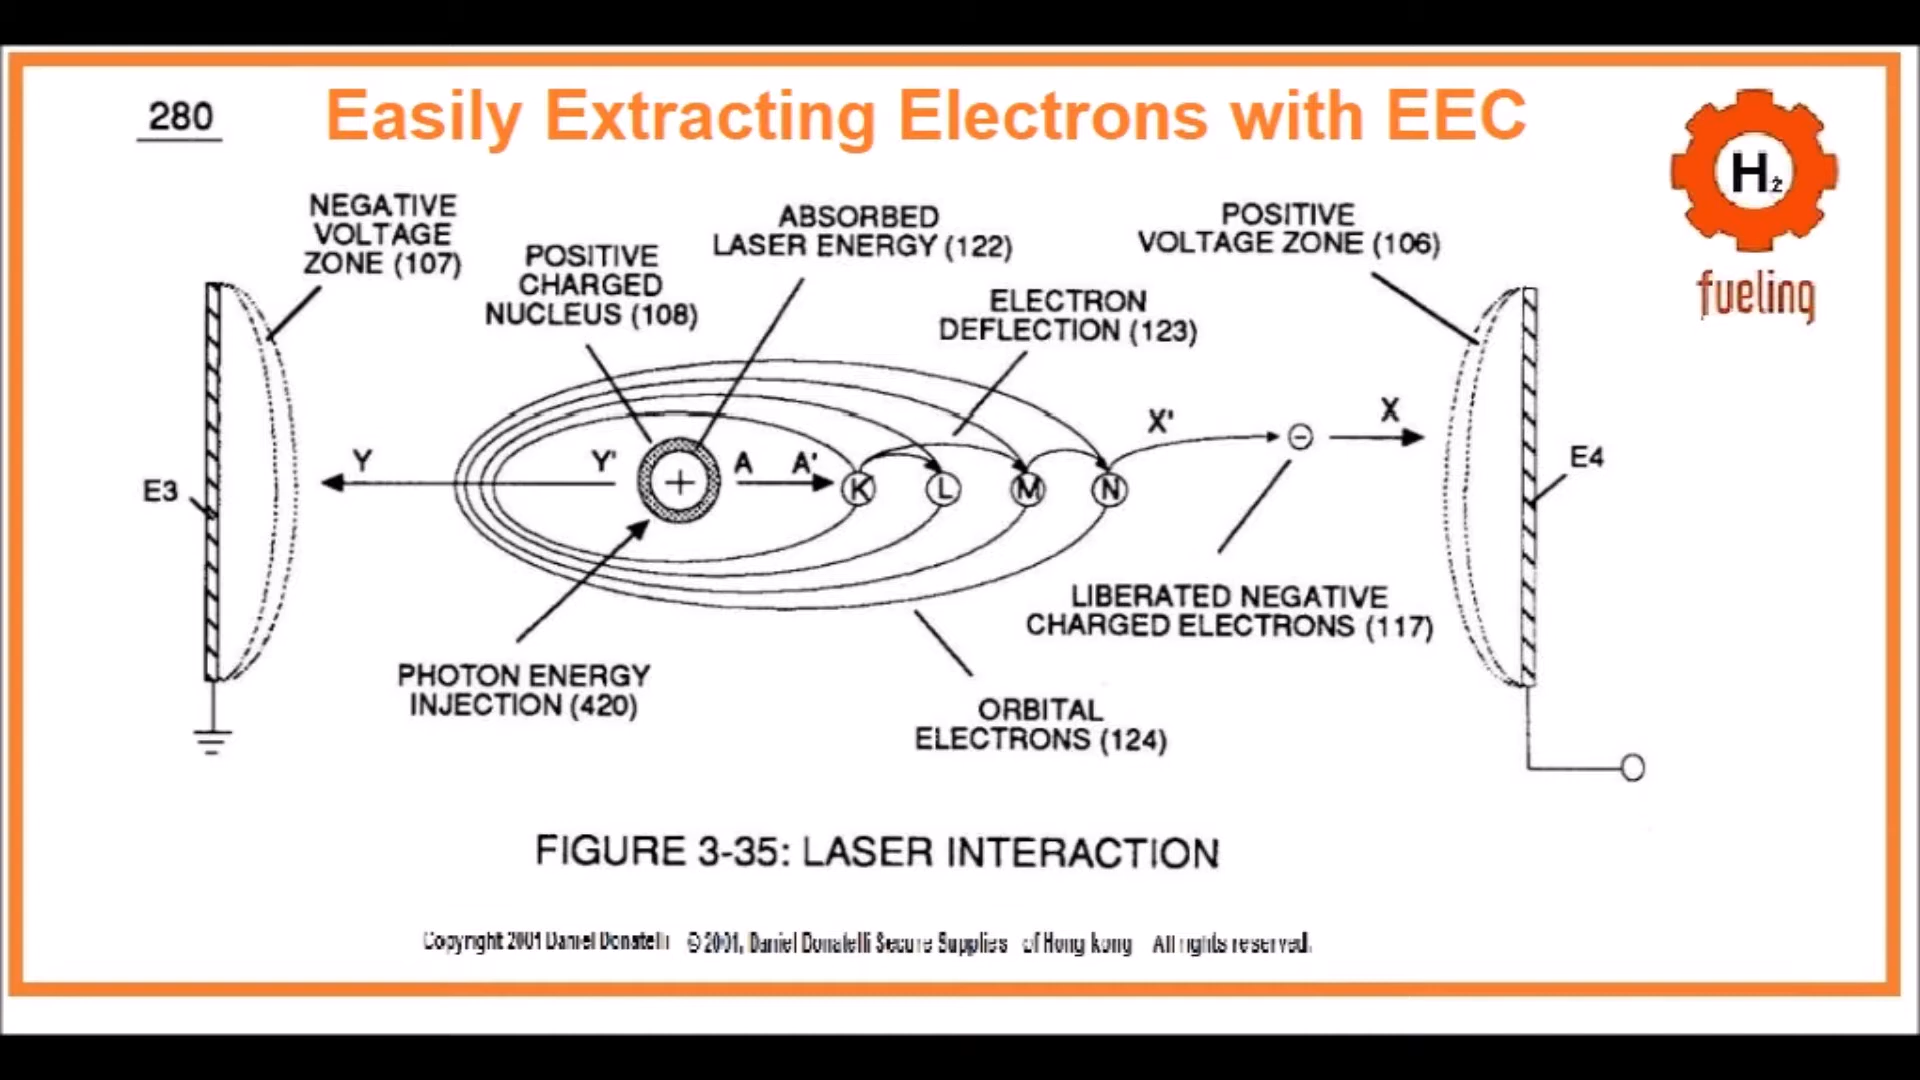 280
Easily Extracting Electrons with EEC
H2
fueling
NEGATIVE
VOLTAGE
ZONE (107)
POSITIVE
CHARGED
NUCLEUS (108)
ABSORBED
LASER ENERGY (122)
ELECTRON
DEFLECTION (123)
POSITIVE
VOLTAGE ZONE (106)
E3
Y
Y'
+
A
A'
K
L
M
N
X'
−
X
E4
LIBERATED NEGATIVE
CHARGED ELECTRONS (117)
PHOTON ENERGY
INJECTION (420)
ORBITAL
ELECTRONS (124)
FIGURE 3-35: LASER INTERACTION
Copyright 2001 Daniel Donatelli © 2001, Daniel Donatelli Secure Supplies of Hong kong All rights reserved.